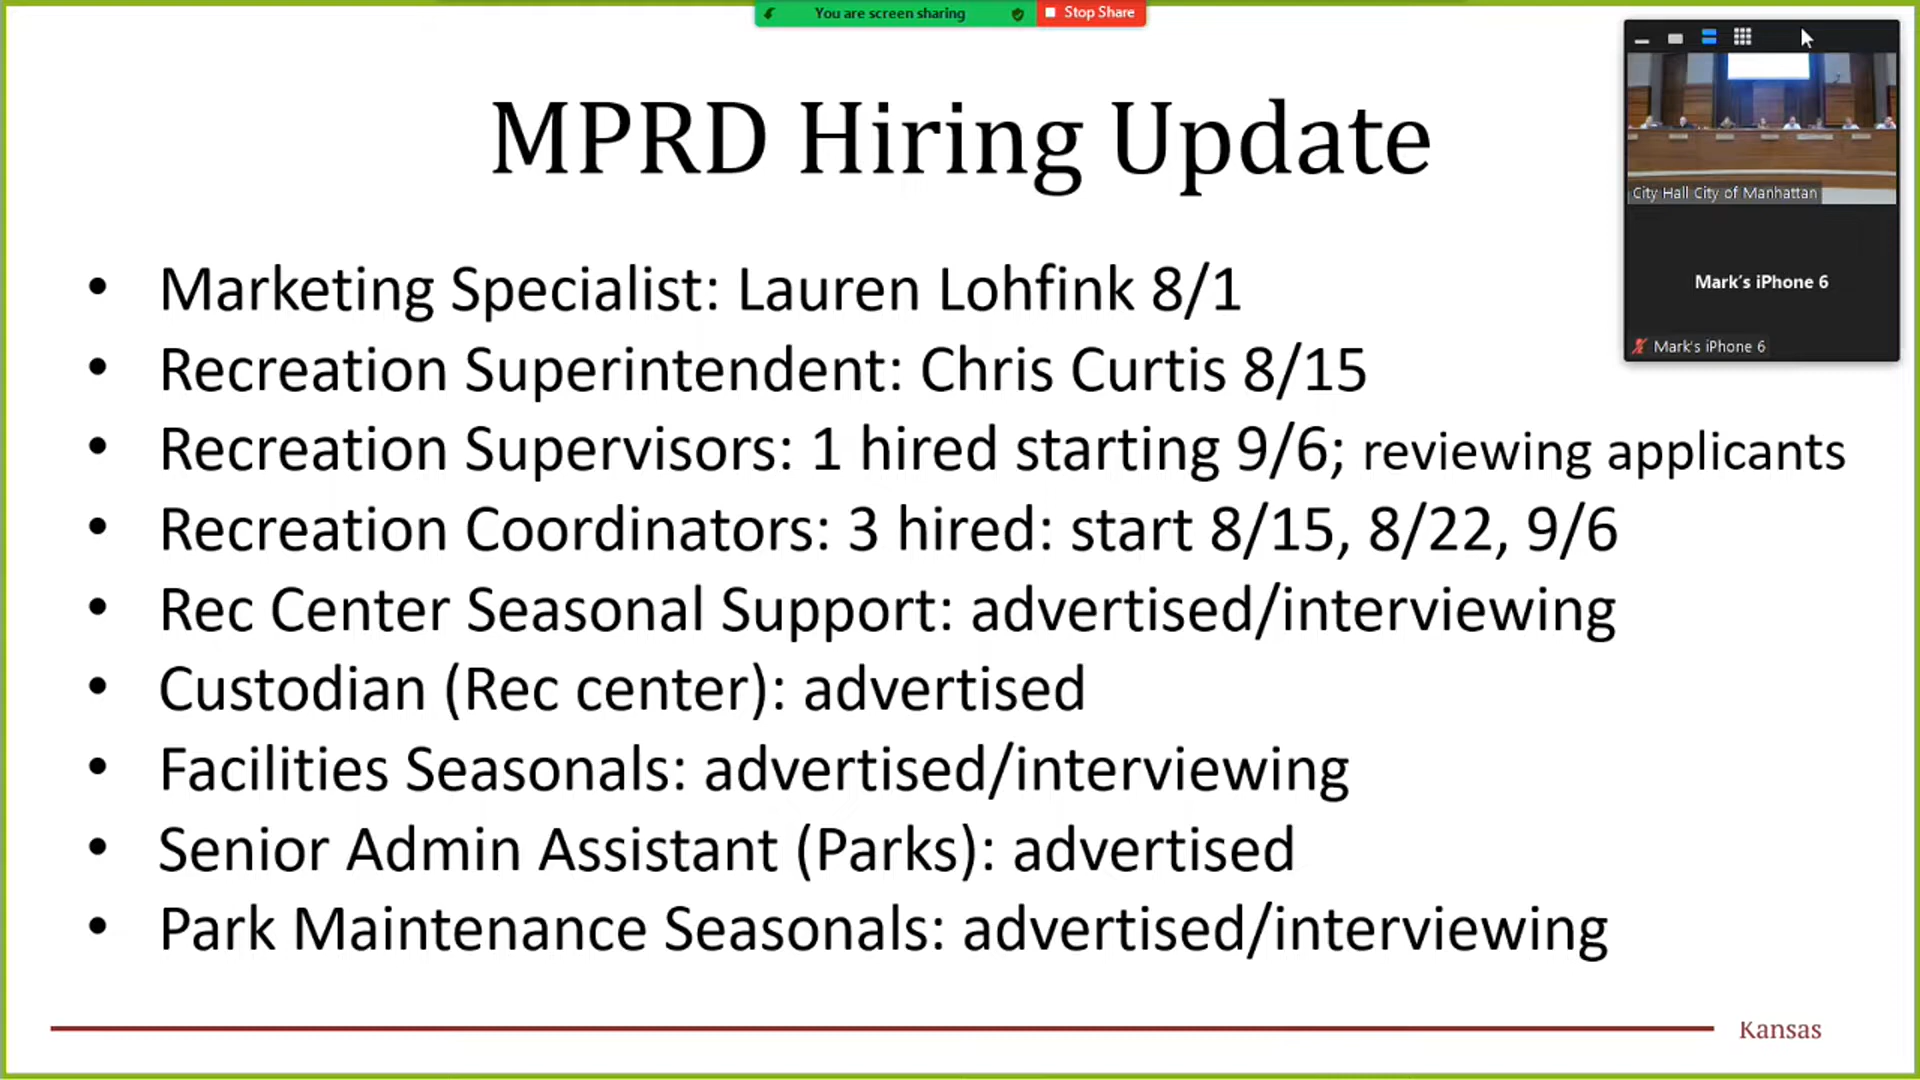 You are screen sharing
Stop Share
MPRD Hiring Update
City Hall City of Manhattan
Mark's iPhone 6
Mark's iPhone 6
• Marketing Specialist: Lauren Lohfink 8/1
• Recreation Superintendent: Chris Curtis 8/15
• Recreation Supervisors: 1 hired starting 9/6; reviewing applicants
• Recreation Coordinators: 3 hired: start 8/15, 8/22, 9/6
• Rec Center Seasonal Support: advertised/interviewing
• Custodian (Rec center): advertised
• Facilities Seasonals: advertised/interviewing
• Senior Admin Assistant (Parks): advertised
• Park Maintenance Seasonals: advertised/interviewing
Kansas